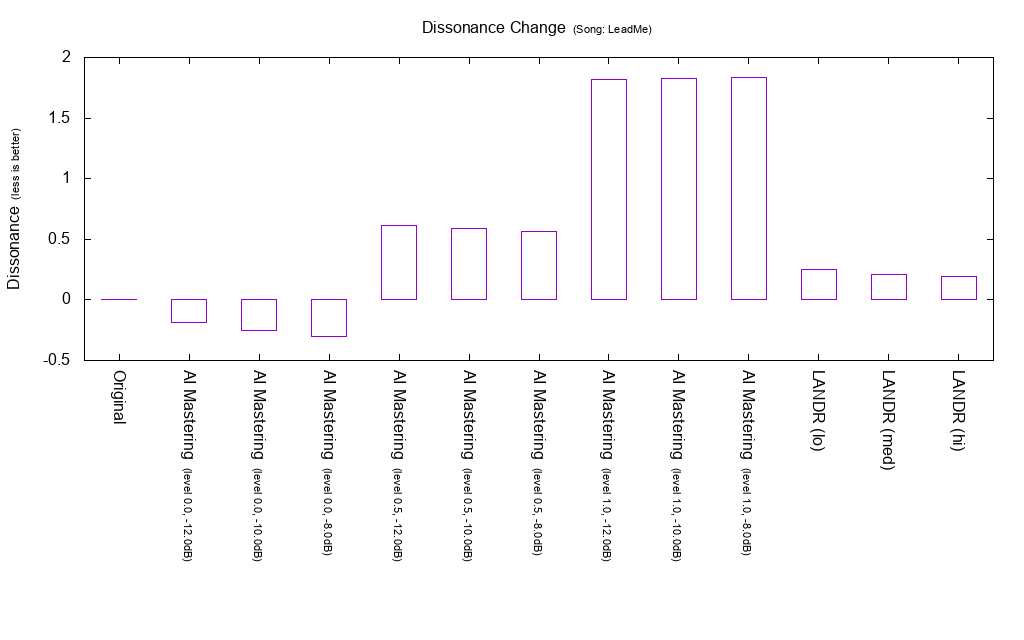 Dissonance Change (Song: LeadMe)
Dissonance (less is better)
2
1.5
1
0.5
0
-0.5
Original
AI Mastering (level 0.0, -12.0dB)
AI Mastering (level 0.0, -10.0dB)
AI Mastering (level 0.0, -8.0dB)
AI Mastering (level 0.5, -12.0dB)
AI Mastering (level 0.5, -10.0dB)
AI Mastering (level 0.5, -8.0dB)
AI Mastering (level 1.0, -12.0dB)
AI Mastering (level 1.0, -10.0dB)
AI Mastering (level 1.0, -8.0dB)
LANDR (lo)
LANDR (med)
LANDR (hi)